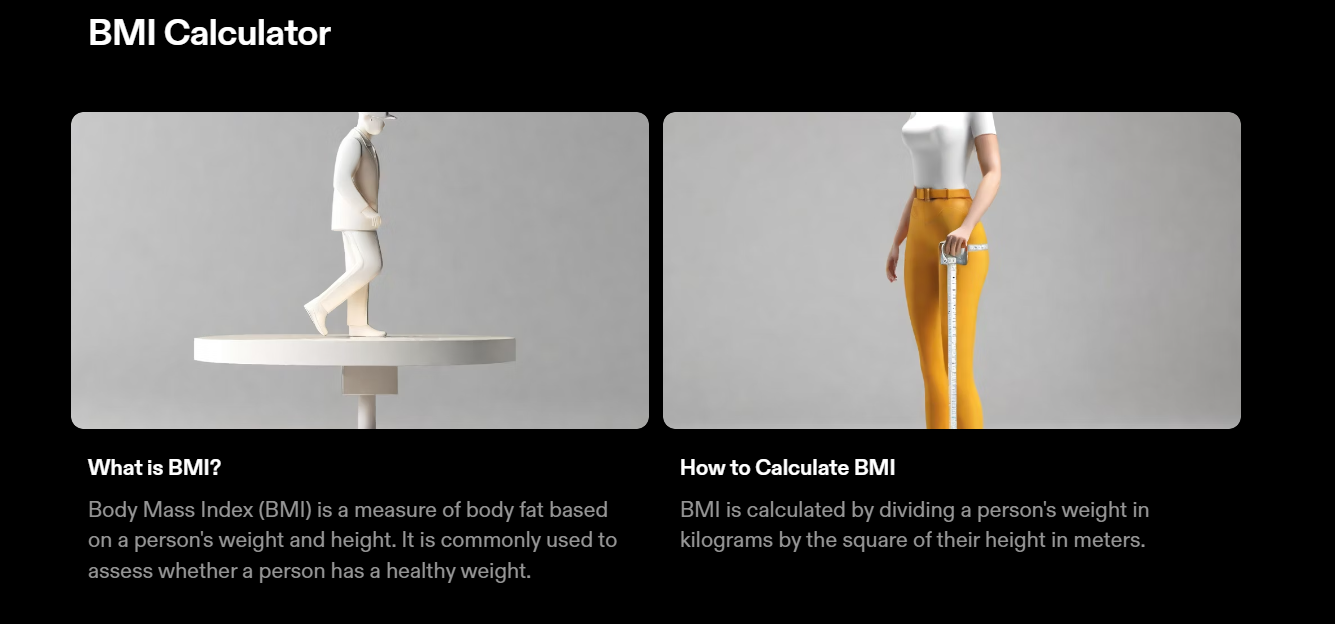 BMI Calculator
What is BMI?
Body Mass Index (BMI) is a measure of body fat based
on a person's weight and height. It is commonly used to
assess whether a person has a healthy weight.
How to Calculate BMI
BMI is calculated by dividing a person's weight in
kilograms by the square of their height in meters.